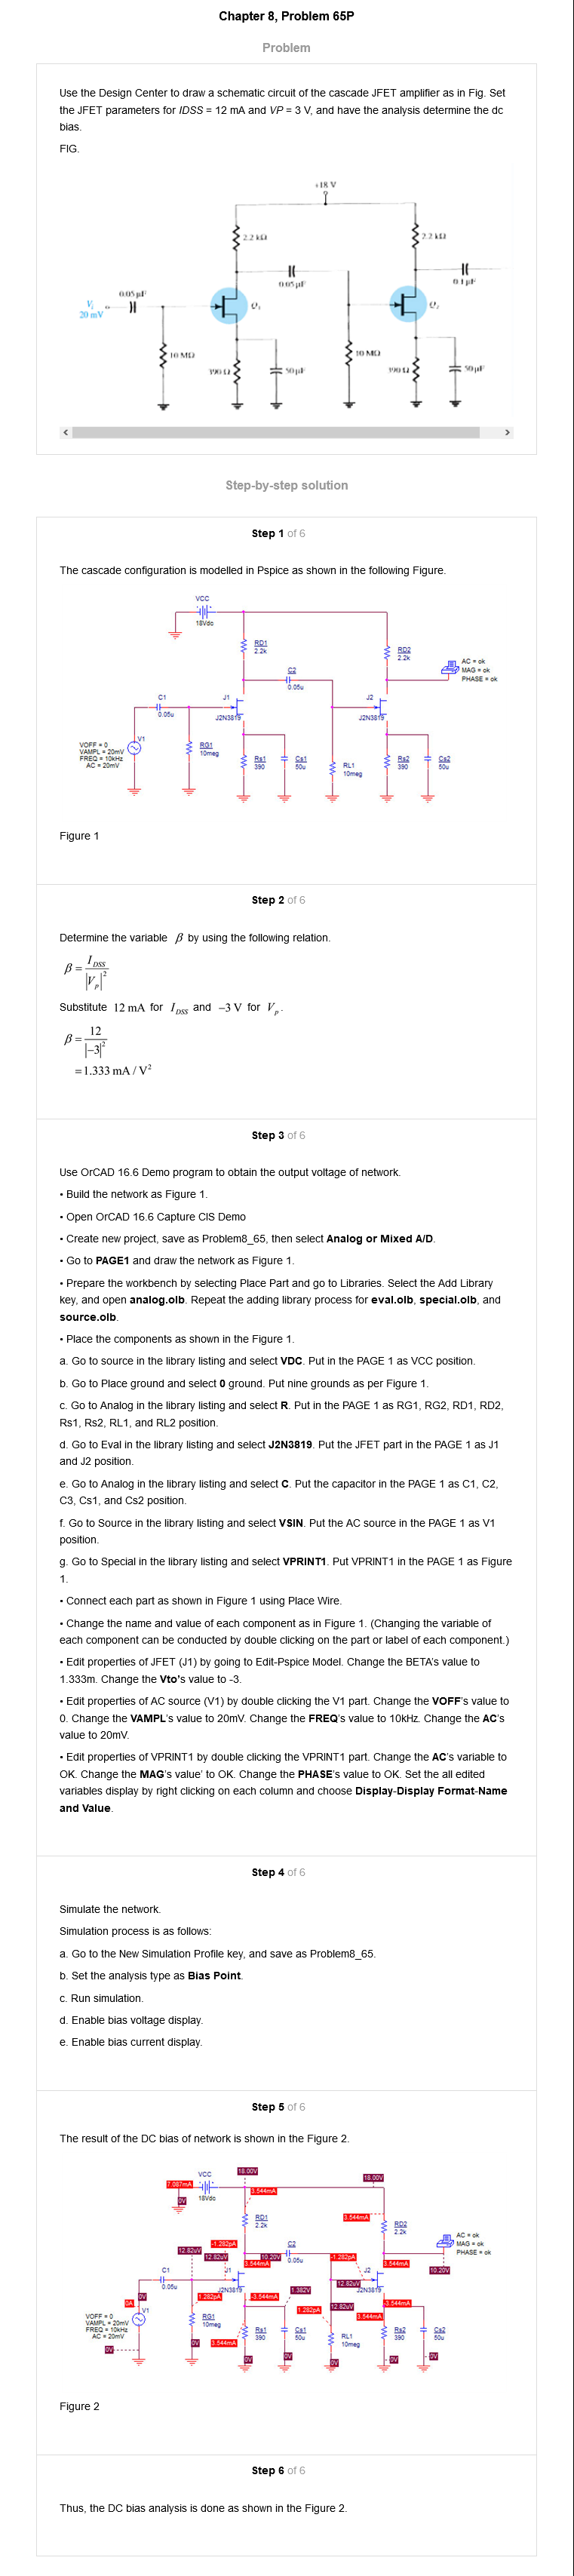 Chapter 8, Problem 65P
Problem
Use the Design Center to draw a schematic circuit of the cascade JFET amplifier as in Fig. Set
the JFET parameters for IDSS = 12 mA and VP = 3 V, and have the analysis determine the dc
bias.
FIG.
+18 V
2.2 kΩ
2.2 kΩ
0.05 μF
0.1 μF
0.05 μF
Vi
20 mV
10 MΩ
390 Ω
50 μF
10 MΩ
390 Ω
50 μF
Step-by-step solution
Step 1 of 6
The cascade configuration is modelled in Pspice as shown in the following Figure.
VCC
18Vdc
RD1
2.2k
RD2
2.2k
C2
0.05u
AC = ok
MAG = ok
PHASE = ok
C1
0.05u
J1
J2N3819
J2
J2N3819
V1
VOFF = 0
VAMPL = 20mV
FREQ = 10kHz
AC = 20mV
RG1
10meg
Rs1
390
Cs1
50u
RL1
10meg
Rs2
390
Cs2
50u
Figure 1
Step 2 of 6
Determine the variable β by using the following relation.
β = I_DSS / |V_p|²
Substitute 12 mA for I_DSS and −3 V for V_p.
β = 12 / |−3|²
= 1.333 mA / V²
Step 3 of 6
Use OrCAD 16.6 Demo program to obtain the output voltage of network.
• Build the network as Figure 1.
• Open OrCAD 16.6 Capture CIS Demo
• Create new project, save as Problem8_65, then select Analog or Mixed A/D.
• Go to PAGE1 and draw the network as Figure 1.
• Prepare the workbench by selecting Place Part and go to Libraries. Select the Add Library
key, and open analog.olb. Repeat the adding library process for eval.olb, special.olb, and
source.olb.
• Place the components as shown in the Figure 1.
a. Go to source in the library listing and select VDC. Put in the PAGE 1 as VCC position.
b. Go to Place ground and select 0 ground. Put nine grounds as per Figure 1.
c. Go to Analog in the library listing and select R. Put in the PAGE 1 as RG1, RG2, RD1, RD2,
Rs1, Rs2, RL1, and RL2 position.
d. Go to Eval in the library listing and select J2N3819. Put the JFET part in the PAGE 1 as J1
and J2 position.
e. Go to Analog in the library listing and select C. Put the capacitor in the PAGE 1 as C1, C2,
C3, Cs1, and Cs2 position.
f. Go to Source in the library listing and select VSIN. Put the AC source in the PAGE 1 as V1
position.
g. Go to Special in the library listing and select VPRINT1. Put VPRINT1 in the PAGE 1 as Figure
1.
• Connect each part as shown in Figure 1 using Place Wire.
• Change the name and value of each component as in Figure 1. (Changing the variable of
each component can be conducted by double clicking on the part or label of each component.)
• Edit properties of JFET (J1) by going to Edit-Pspice Model. Change the BETA's value to
1.333m. Change the Vto's value to -3.
• Edit properties of AC source (V1) by double clicking the V1 part. Change the VOFF's value to
0. Change the VAMPL's value to 20mV. Change the FREQ's value to 10kHz. Change the AC's
value to 20mV.
• Edit properties of VPRINT1 by double clicking the VPRINT1 part. Change the AC's variable to
OK. Change the MAG's value' to OK. Change the PHASE's value to OK. Set the all edited
variables display by right clicking on each column and choose Display-Display Format-Name
and Value.
Step 4 of 6
Simulate the network.
Simulation process is as follows:
a. Go to the New Simulation Profile key, and save as Problem8_65.
b. Set the analysis type as Bias Point.
c. Run simulation.
d. Enable bias voltage display.
e. Enable bias current display.
Step 5 of 6
The result of the DC bias of network is shown in the Figure 2.
VCC
18Vdc
7.087mA
0V
18.00V
18.00V
3.544mA
RD1
2.2k
3.544mA
RD2
2.2k
AC = ok
MAG = ok
PHASE = ok
-1.282pA
12.82uV
12.82uV
C2
0.05u
10.20V
3.544mA
-1.282pA
3.544mA
10.20V
C1
0.05u
J1
J2N3819
J2
J2N3819
12.82uV
1.282pA
-3.544mA
1.382V
1.282pA
12.82uV
-3.544mA
3.544mA
0V
0A
V1
VOFF = 0
VAMPL = 20mV
FREQ = 10kHz
AC = 20mV
0V
RG1
10meg
0V
3.544mA
Rs1
390
Cs1
50u
RL1
10meg
Rs2
390
Cs2
50u
0V
0V
0V
0V
0V
Figure 2
Step 6 of 6
Thus, the DC bias analysis is done as shown in the Figure 2.